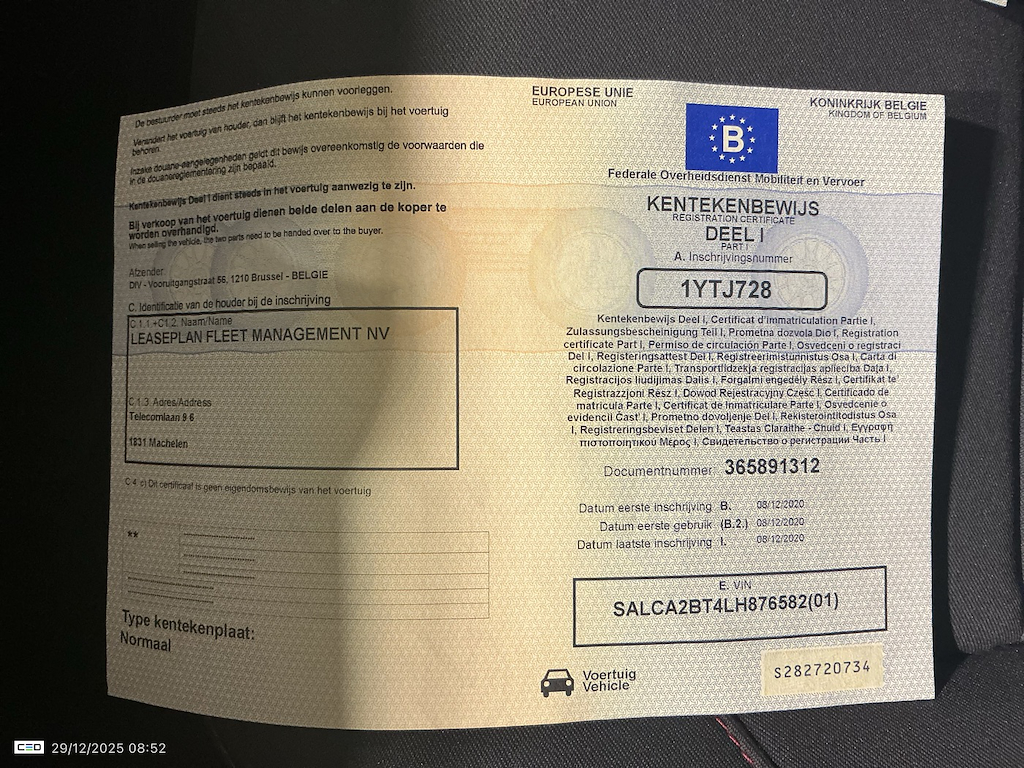 De bestuurder moet steeds het kentekenbewijs kunnen voorleggen.
Verandert het voertuig van houder, dan blijft het kentekenbewijs bij het voertuig
behoren.
Inzake douane-aangelegenheden geldt dit bewijs overeenkomstig de voorwaarden die
in de douanereglementering zijn bepaald.
Kentekenbewijs Deel I dient steeds in het voertuig aanwezig te zijn.
Bij verkoop van het voertuig dienen beide delen aan de koper te
worden overhandigd.
When selling the vehicle, the two parts need to be handed over to the buyer.
Afzender
DIV - Vooruitgangstraat 56, 1210 Brussel - BELGIE
C. Identificatie van de houder bij de inschrijving
C.1.1.+C1.2. Naam/Name
LEASEPLAN FLEET MANAGEMENT NV
C.1.3. Adres/Address
Telecomlaan 9 6
1831 Machelen
C.4. c) Dit certificaat is geen eigendomsbewijs van het voertuig
**
Type kentekenplaat:
Normaal
EUROPESE UNIE
EUROPEAN UNION
KONINKRIJK BELGIE
KINGDOM OF BELGIUM
B
Federale Overheidsdienst Mobiliteit en Vervoer
KENTEKENBEWIJS
REGISTRATION CERTIFICATE
DEEL I
PART I
A. Inschrijvingsnummer
1YTJ728
Kentekenbewijs Deel I, Certificat d'immatriculation Partie I,
Zulassungsbescheinigung Teil I, Prometna dozvola Dio I, Registration
certificate Part I, Permiso de circulación Parte I, Osvedceni o registraci
Del I, Registeringsattest Del I, Registreerimistunnistus Osa I, Carta di
circolazione Parte I, Transportlidzekja registracijas apliecība Daļa I,
Registracijos liudijimas Dalis I, Forgalmi engedély Rész I, Certifikat te'
Registrazzjoni Rész I, Dowod Rejestracyjny Część I, Certificado de
matricula Parte I, Certificat de înmatriculare Parte I, Osvedcenie o
evidencii Čast' I, Prometno dovoljenje Del I, Rekisterointitodistus Osa
I, Registreringsbeviset Delen I, Teastas Claraithe - Chuid I, Εγγραφή
πιστοποιητικού Μέρος I, Свидетельство о регистрации Часть I
Documentnummer 365891312
Datum eerste inschrijving B. 08/12/2020
Datum eerste gebruik (B.2.) 08/12/2020
Datum laatste inschrijving I. 08/12/2020
E. VIN
SALCA2BT4LH876582(01)
Voertuig
Vehicle
S282720734
CEO 29/12/2025 08:52